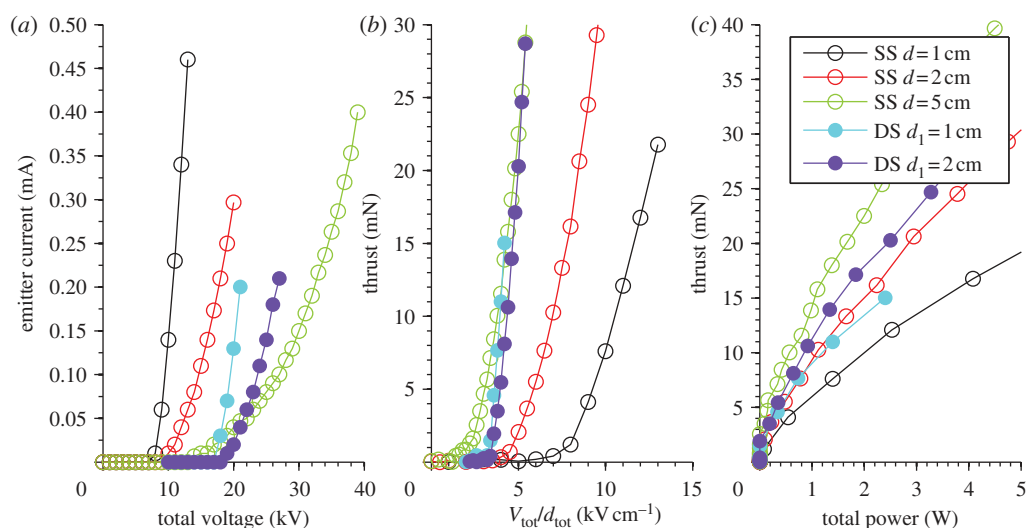 (a)
0.50
0.45
0.40
0.35
0.30
0.25
0.20
0.15
0.10
0.05
emitter current (mA)
0
10
20
30
40
total voltage (kV)
(b)
30
25
20
15
10
5
0
thrust (mN)
5
10
15
V_tot/d_tot (kV cm⁻¹)
(c)
40
35
30
25
20
15
10
5
0
thrust (mN)
1
2
3
4
5
total power (W)
SS d = 1 cm
SS d = 2 cm
SS d = 5 cm
DS d₁ = 1 cm
DS d₁ = 2 cm